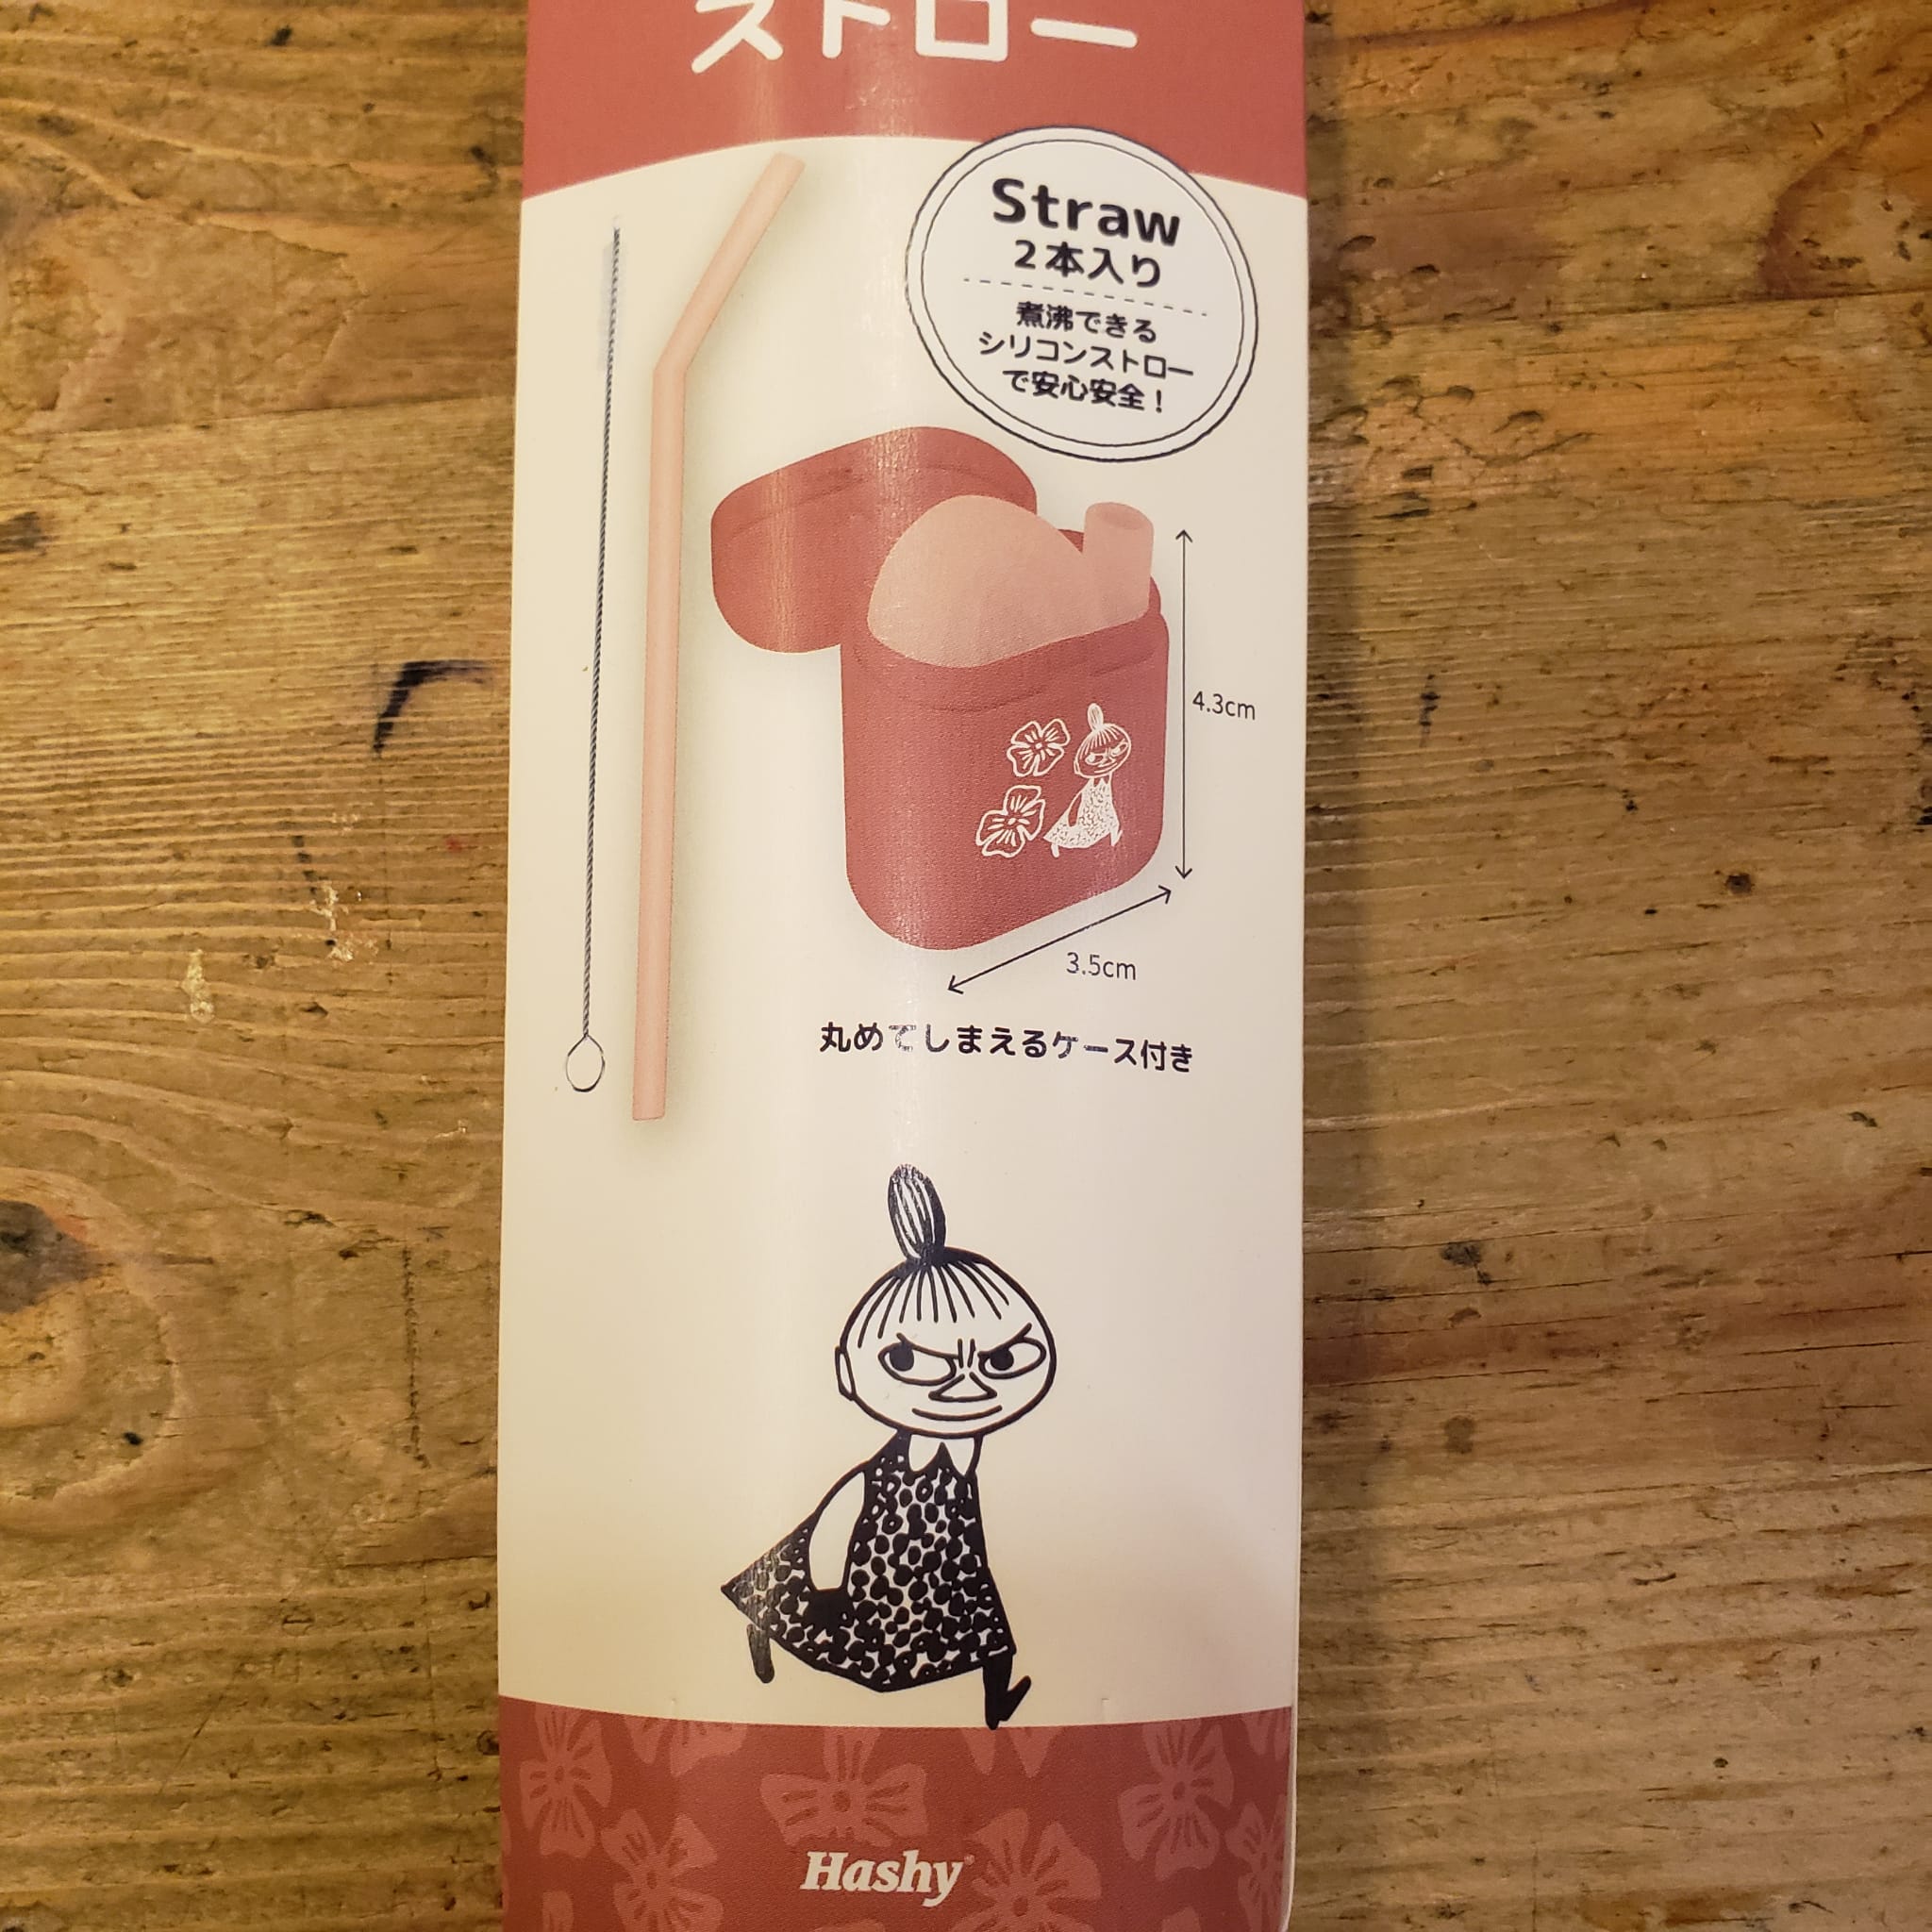 ストロー
Straw
2本入り
煮沸できる
シリコンストロー
で安心安全!
4.3cm
3.5cm
丸めてしまえるケース付き
Hashy